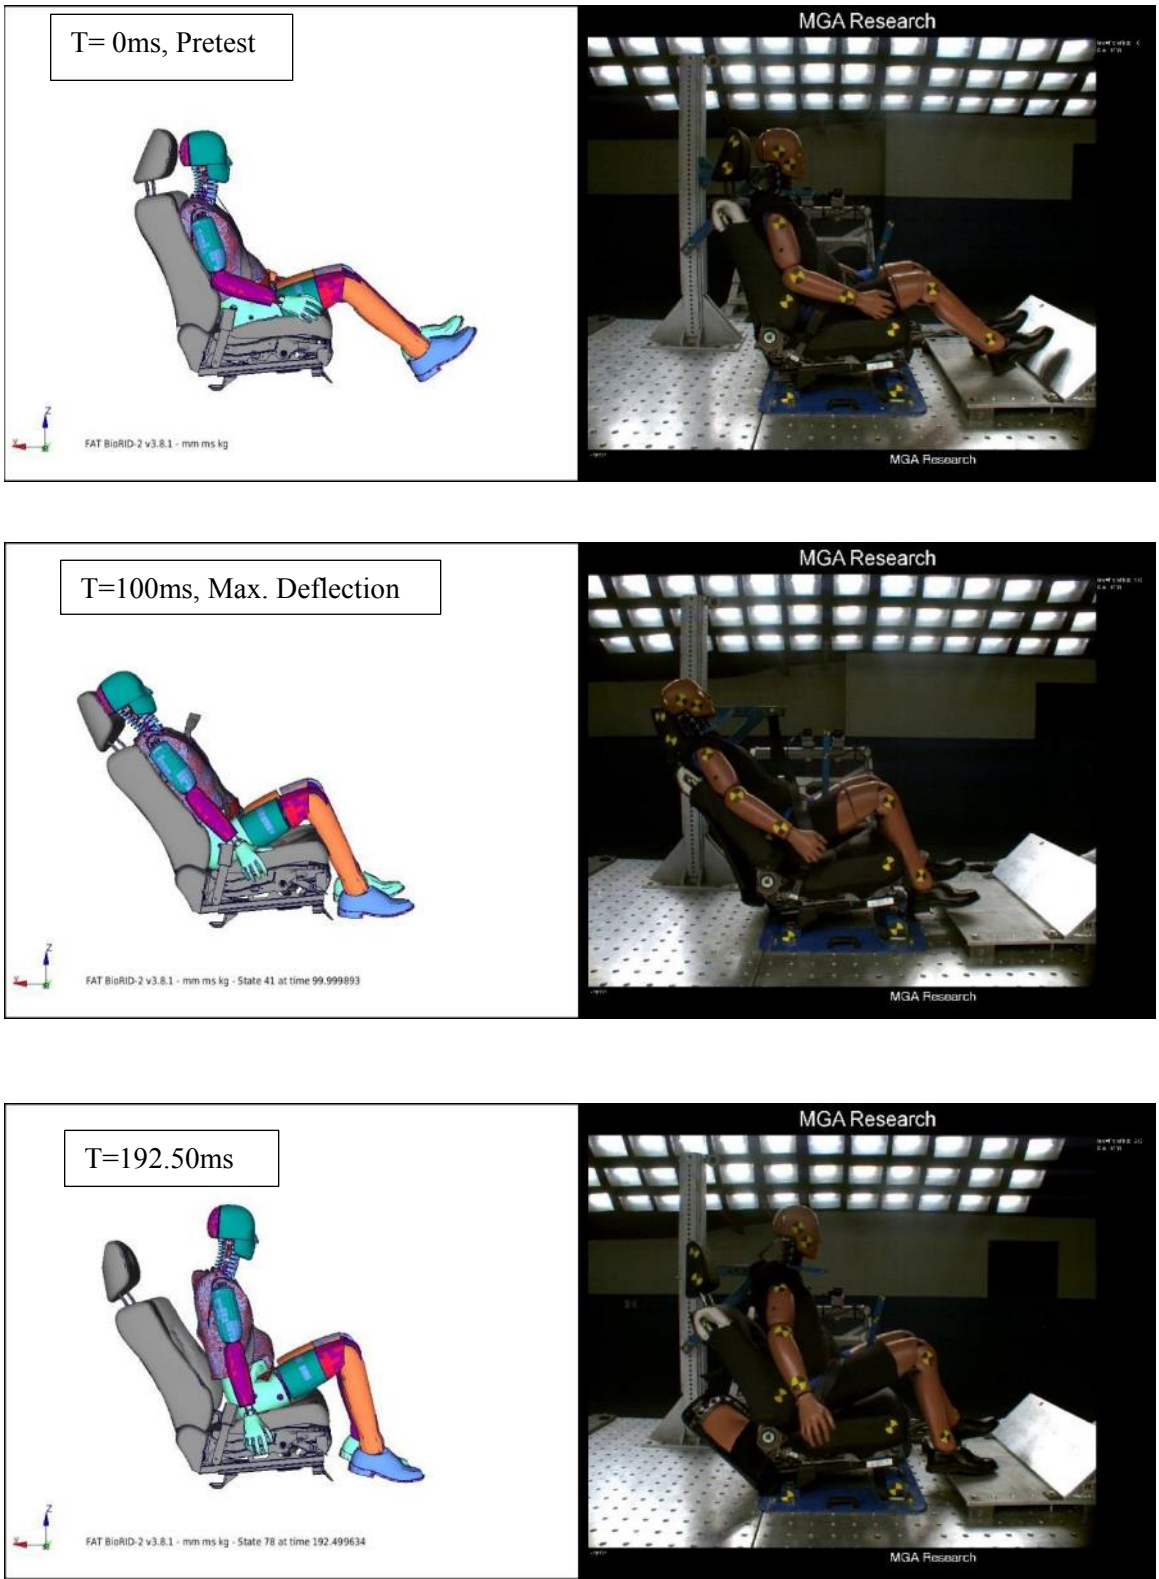 MGA Research
T= 0ms, Pretest
Z
X
FAT BioRID-2 v3.8.1 - mm ms kg
MGA Research
MGA Research
T=100ms, Max. Deflection
Z
X
FAT BioRID-2 v3.8.1 - mm ms kg - State 41 at time 99.999893
MGA Research
MGA Research
T=192.50ms
Z
X
FAT BioRID-2 v3.8.1 - mm ms kg - State 78 at time 192.499634
MGA Research